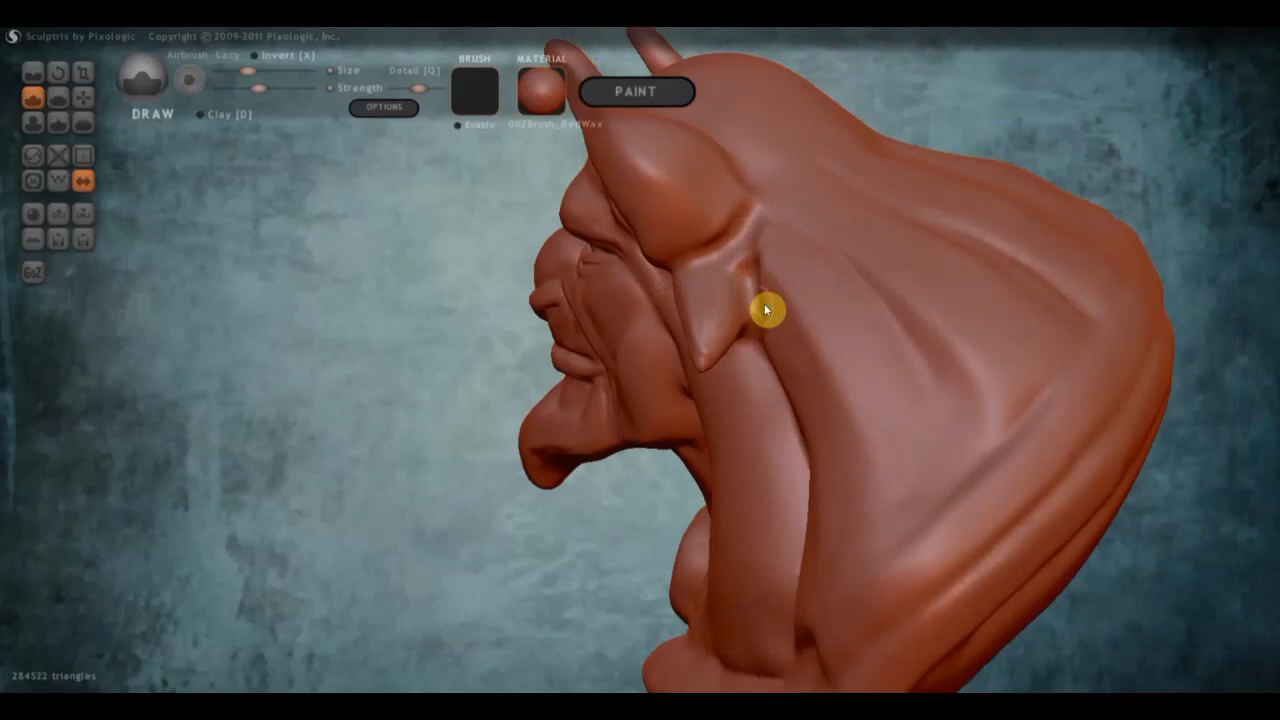 Sculptris by Pixologic Copyright © 2009-2011 Pixologic, Inc.
Airbrush Lazy Invert [X]
Size Detail [Q]
Strength
OPTIONS
DRAW Clay [D]
BRUSH
Enable
MATERIAL
002Brush_RedWax
PAINT
GoZ
284522 triangles